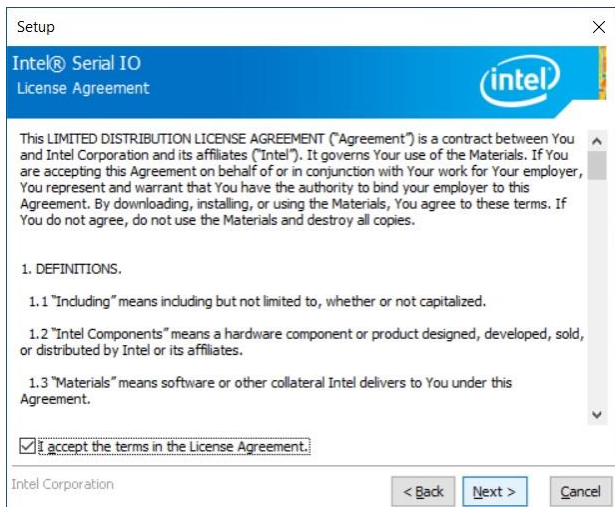 Setup
Intel® Serial IO
License Agreement
intel
This LIMITED DISTRIBUTION LICENSE AGREEMENT ("Agreement") is a contract between You
and Intel Corporation and its affiliates ("Intel"). It governs Your use of the Materials. If You
are accepting this Agreement on behalf of or in conjunction with Your work for Your employer,
You represent and warrant that You have the authority to bind your employer to this
Agreement. By downloading, installing, or using the Materials, You agree to these terms. If
You do not agree, do not use the Materials and destroy all copies.
1. DEFINITIONS.
1.1 "Including" means including but not limited to, whether or not capitalized.
1.2 "Intel Components" means a hardware component or product designed, developed, sold,
or distributed by Intel or its affiliates.
1.3 "Materials" means software or other collateral Intel delivers to You under this
Agreement.
I accept the terms in the License Agreement.
Intel Corporation
< Back
Next >
Cancel